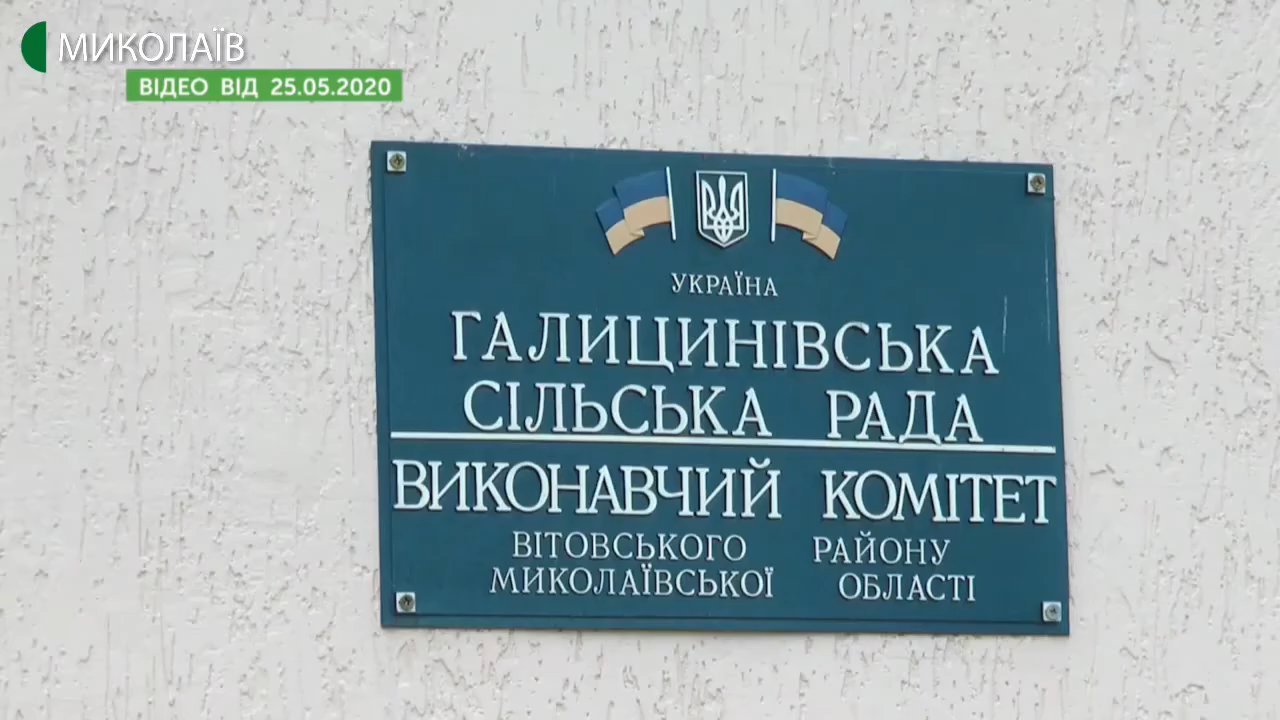 МИКОЛАЇВ
ВІДЕО ВІД 25.05.2020
УКРАЇНА
ГАЛИЦИНІВСЬКА
СІЛЬСЬКА РАДА
ВИКОНАВЧИЙ КОМІТЕТ
ВІТОВСЬКОГО РАЙОНУ
МИКОЛАЇВСЬКОЇ ОБЛАСТІ